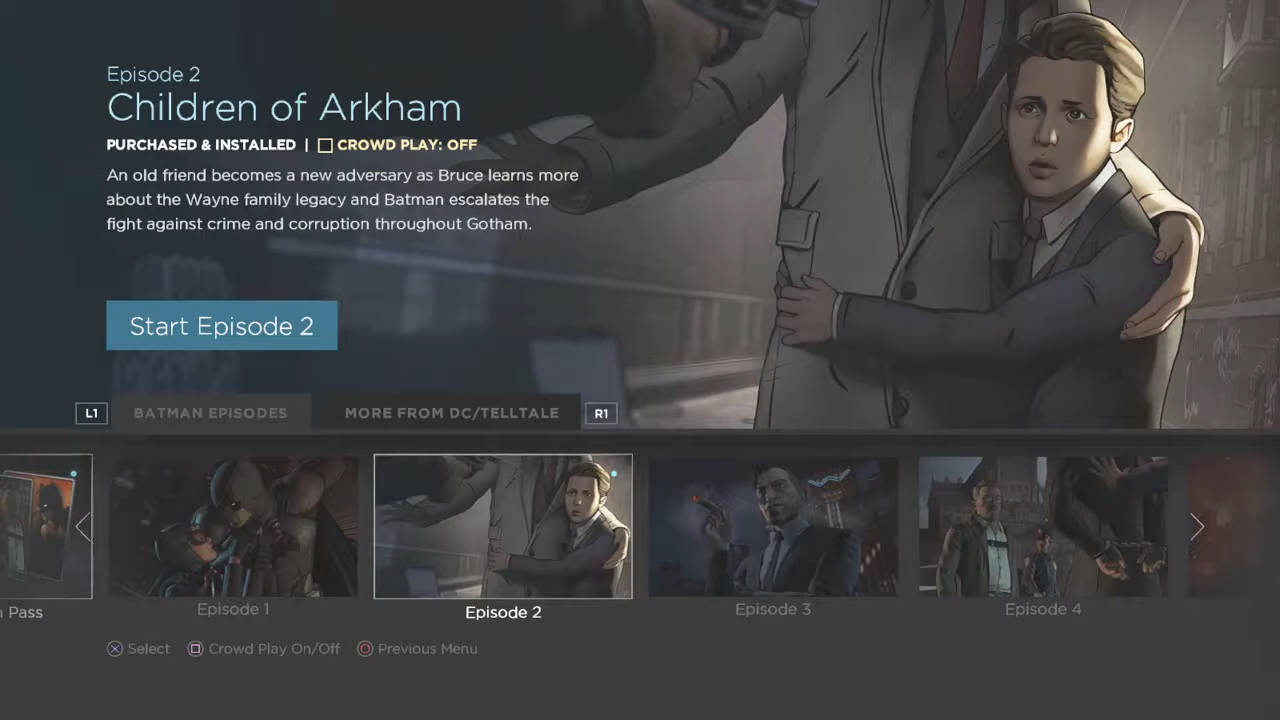 Episode 2
Children of Arkham
PURCHASED & INSTALLED | CROWD PLAY: OFF
An old friend becomes a new adversary as Bruce learns more
about the Wayne family legacy and Batman escalates the
fight against crime and corruption throughout Gotham.
Start Episode 2
L1 BATMAN EPISODES MORE FROM DC/TELLTALE R1
Pass Episode 1 Episode 2 Episode 3 Episode 4
Select Crowd Play On/Off Previous Menu